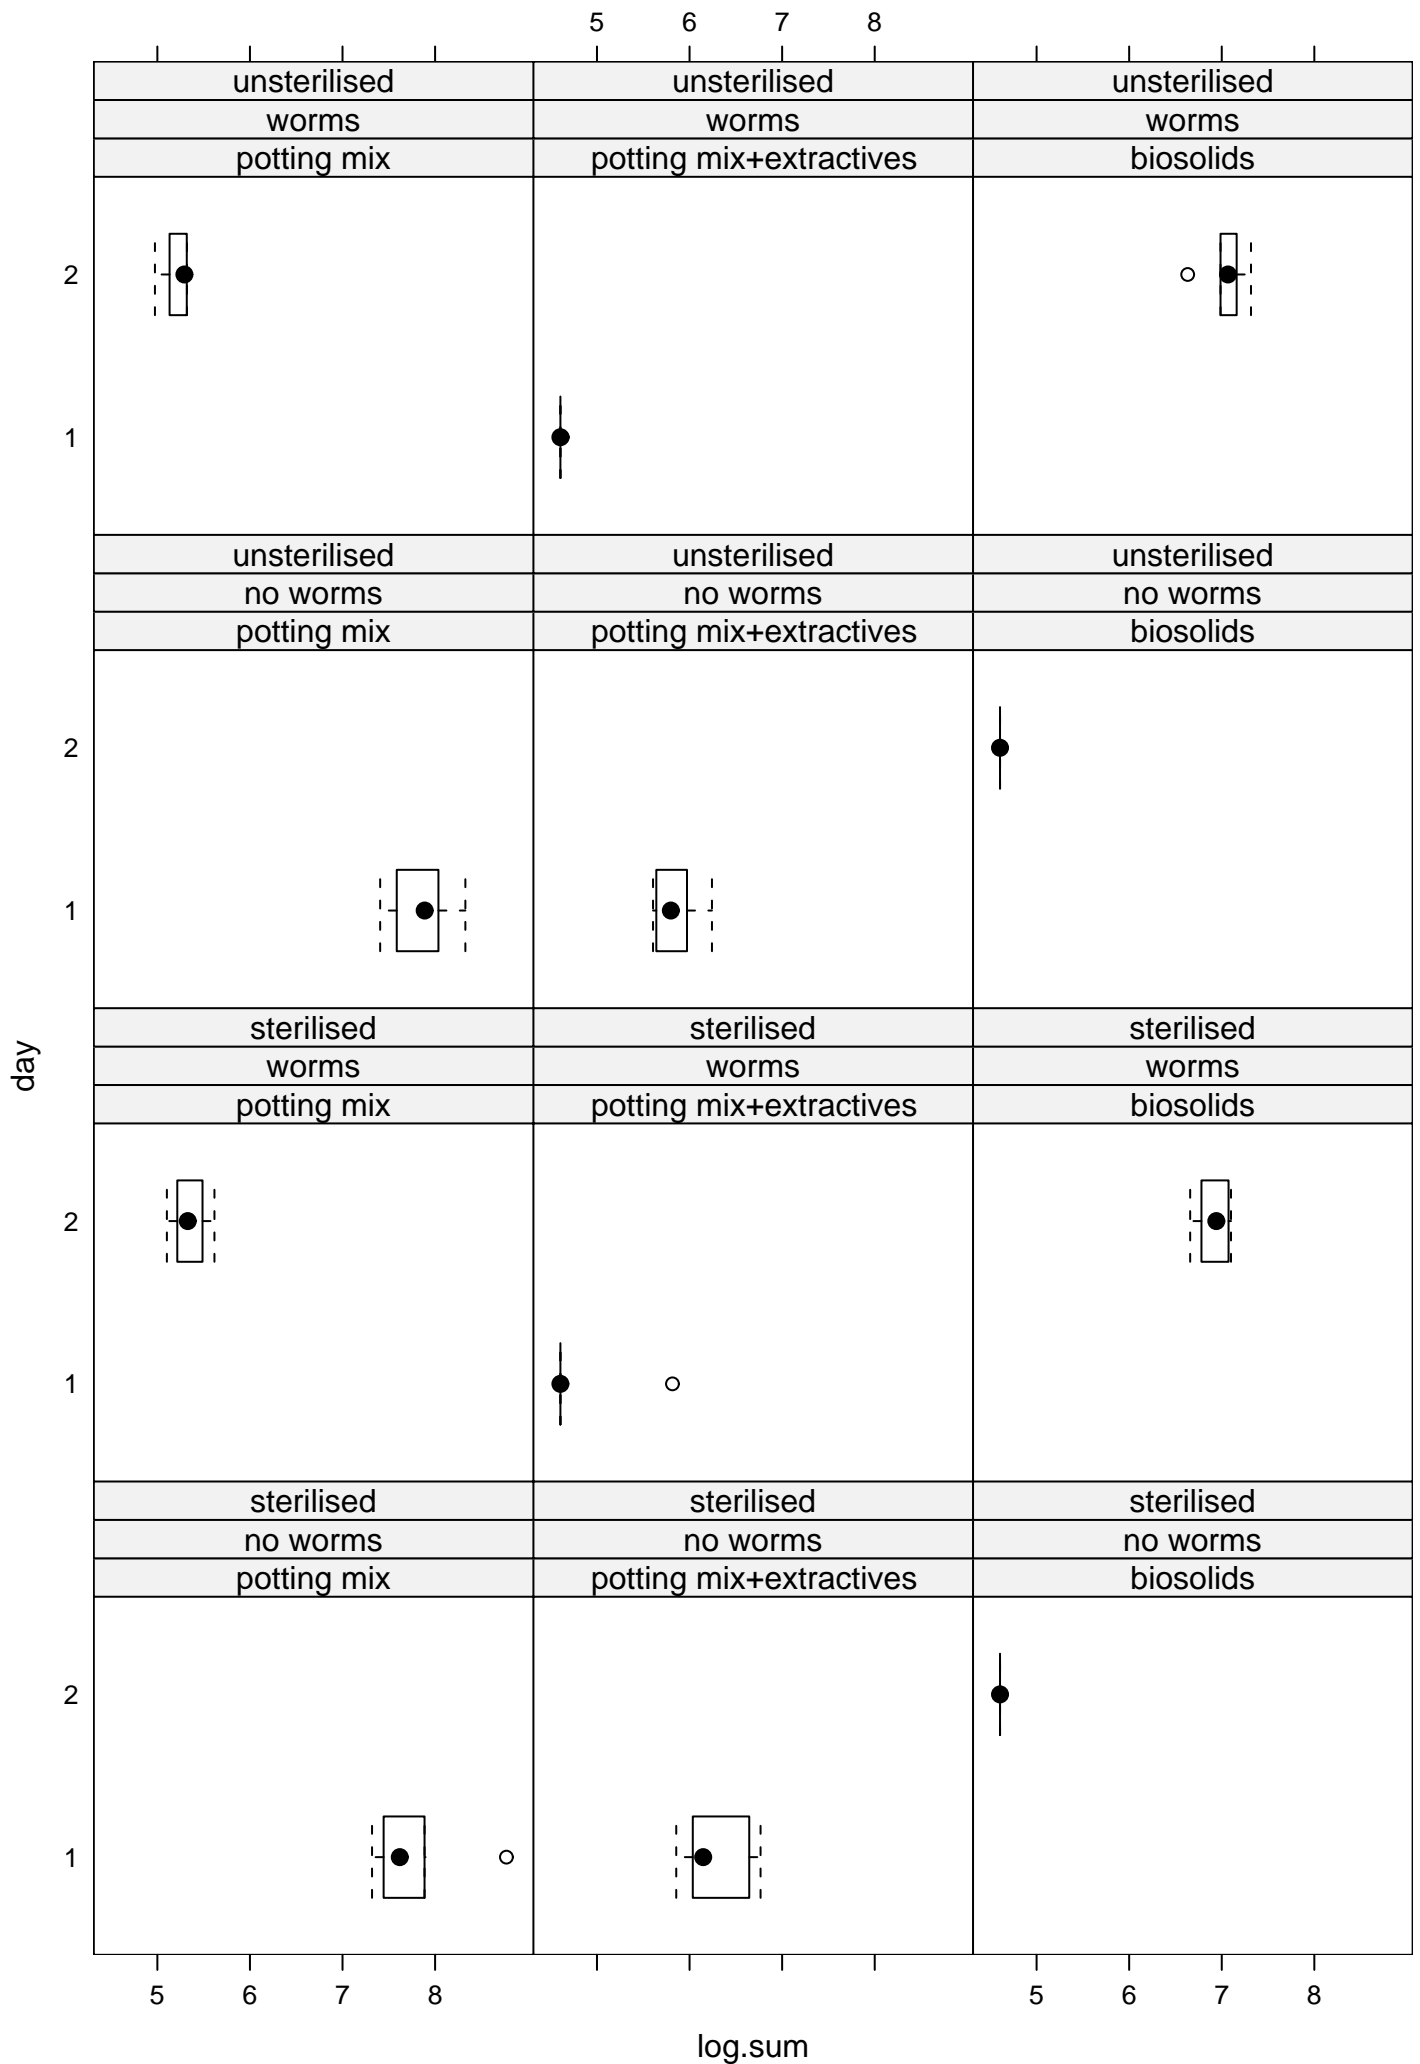 5 6 7 8
unsterilised unsterilised unsterilised
worms worms worms
potting mix potting mix+extractives biosolids
2
1
unsterilised unsterilised unsterilised
no worms no worms no worms
potting mix potting mix+extractives biosolids
2
1
sterilised sterilised sterilised
worms worms worms
potting mix potting mix+extractives biosolids
2
1
sterilised sterilised sterilised
no worms no worms no worms
potting mix potting mix+extractives biosolids
2
1
day
5 6 7 8 5 6 7 8
log.sum